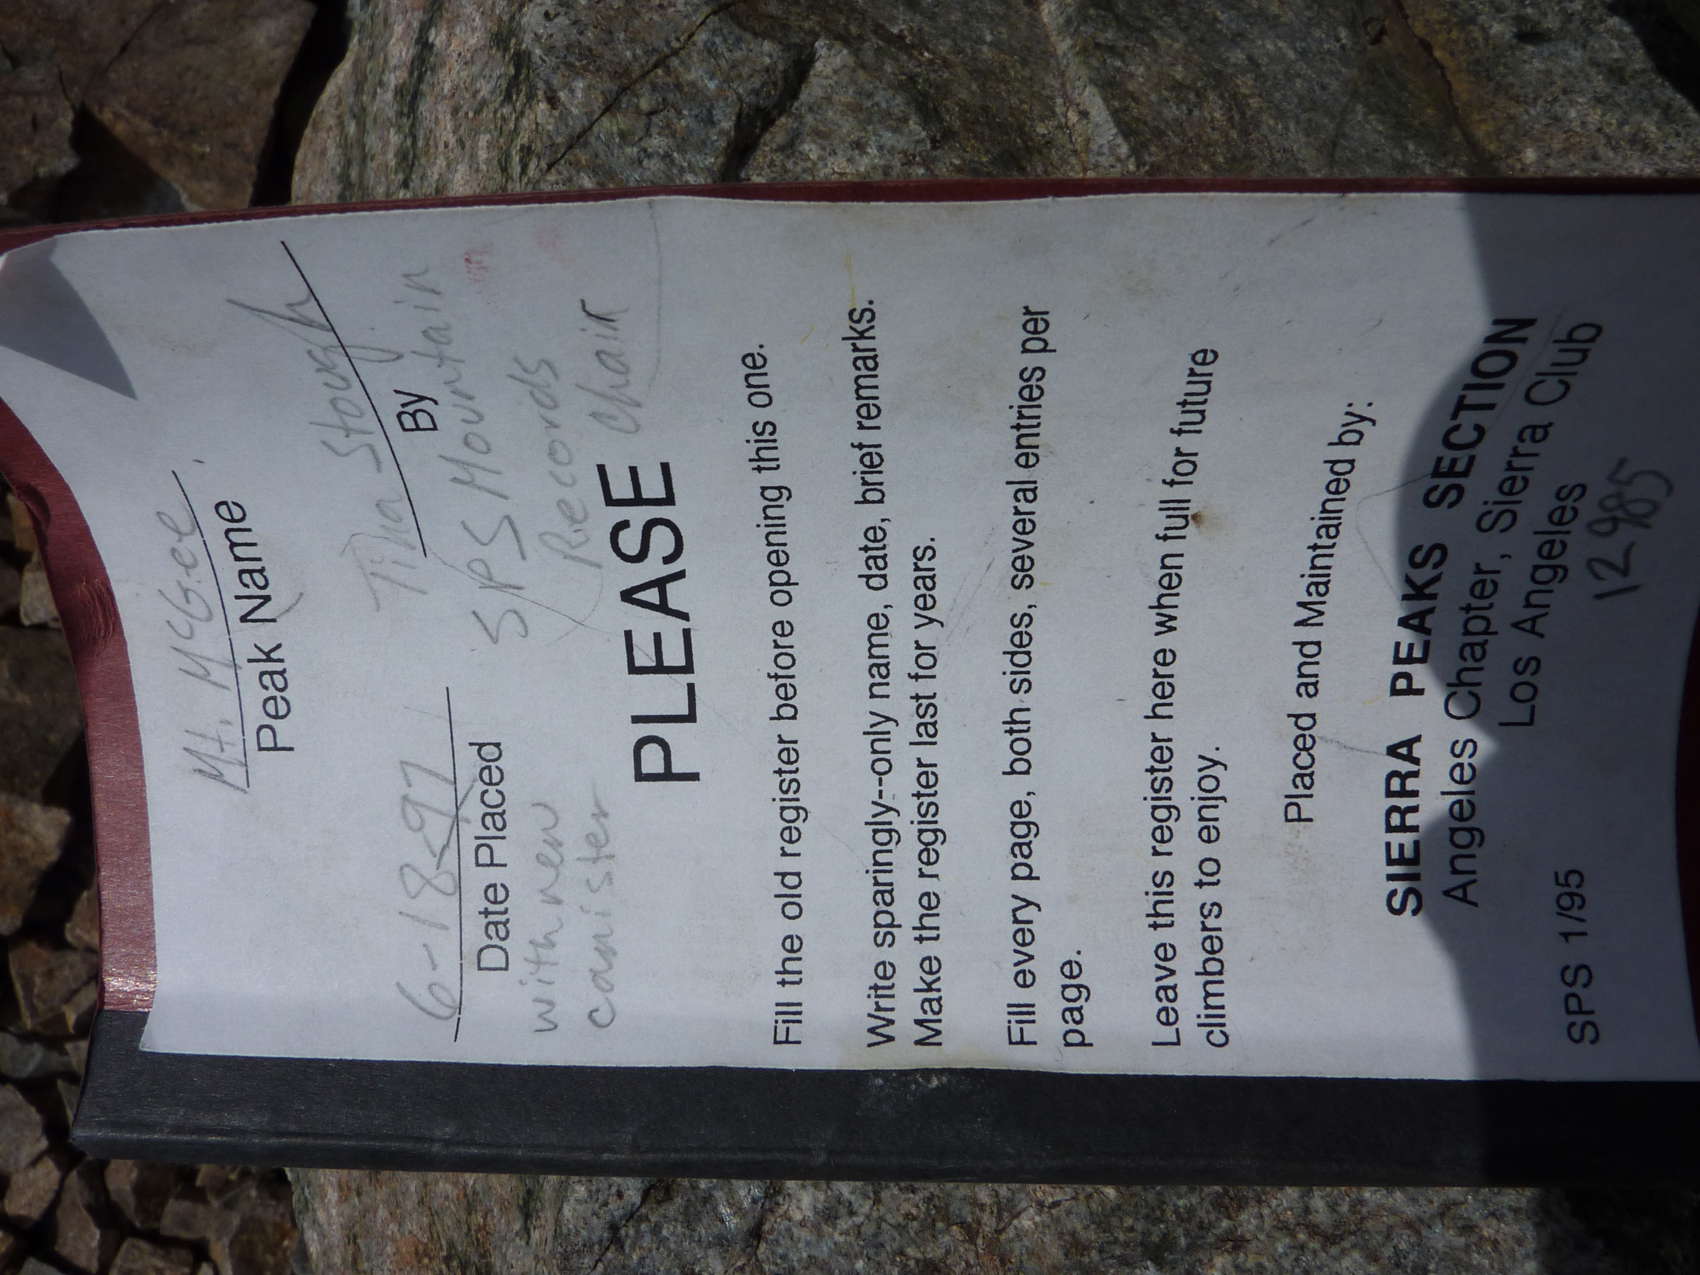 Mt. McGee
Peak Name
6-18-97
Date Placed
with new
canister
Tina Stough
By
SPS Mountain
Records
Chair
PLEASE
Fill the old register before opening this one.
Write sparingly--only name, date, brief remarks.
Make the register last for years.
Fill every page, both sides, several entries per
page.
Leave this register here when full for future
climbers to enjoy.
Placed and Maintained by:
SIERRA PEAKS SECTION
Angeles Chapter, Sierra Club
Los Angeles
SPS 1/95
12985